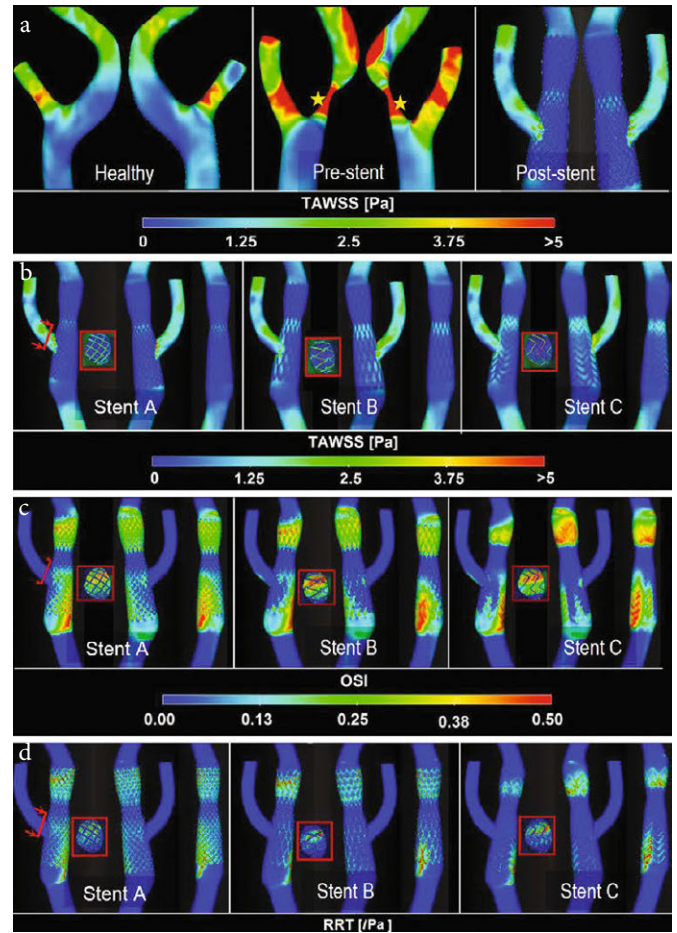 a
Healthy
Pre-stent
Post-stent
TAWSS [Pa]
0 1.25 2.5 3.75 >5
b
Stent A
Stent B
Stent C
TAWSS [Pa]
0 1.25 2.5 3.75 >5
c
Stent A
Stent B
Stent C
OSI
0.00 0.13 0.25 0.38 0.50
d
Stent A
Stent B
Stent C
RRT [/Pa]